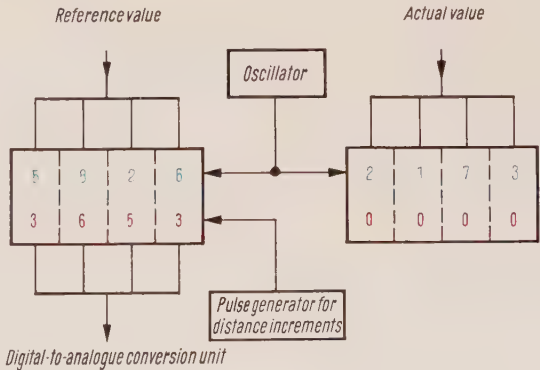 Reference value
Actual value
Oscillator
5 9 2 6
3 6 5 3
2 7 3
0 0 0 0
Pulse generator for
distance increments
Digital-to-analogue conversion unit